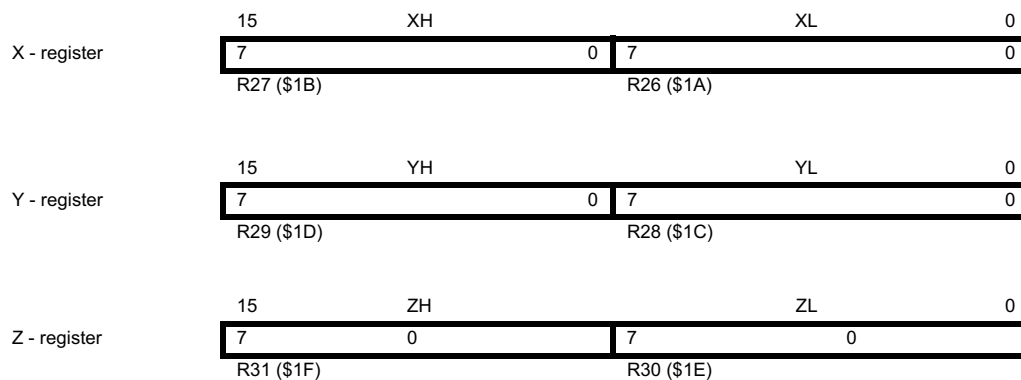 15 XH XL 0
X - register 7 0 7 0
R27 ($1B) R26 ($1A)
15 YH YL 0
Y - register 7 0 7 0
R29 ($1D) R28 ($1C)
15 ZH ZL 0
Z - register 7 0 7 0
R31 ($1F) R30 ($1E)